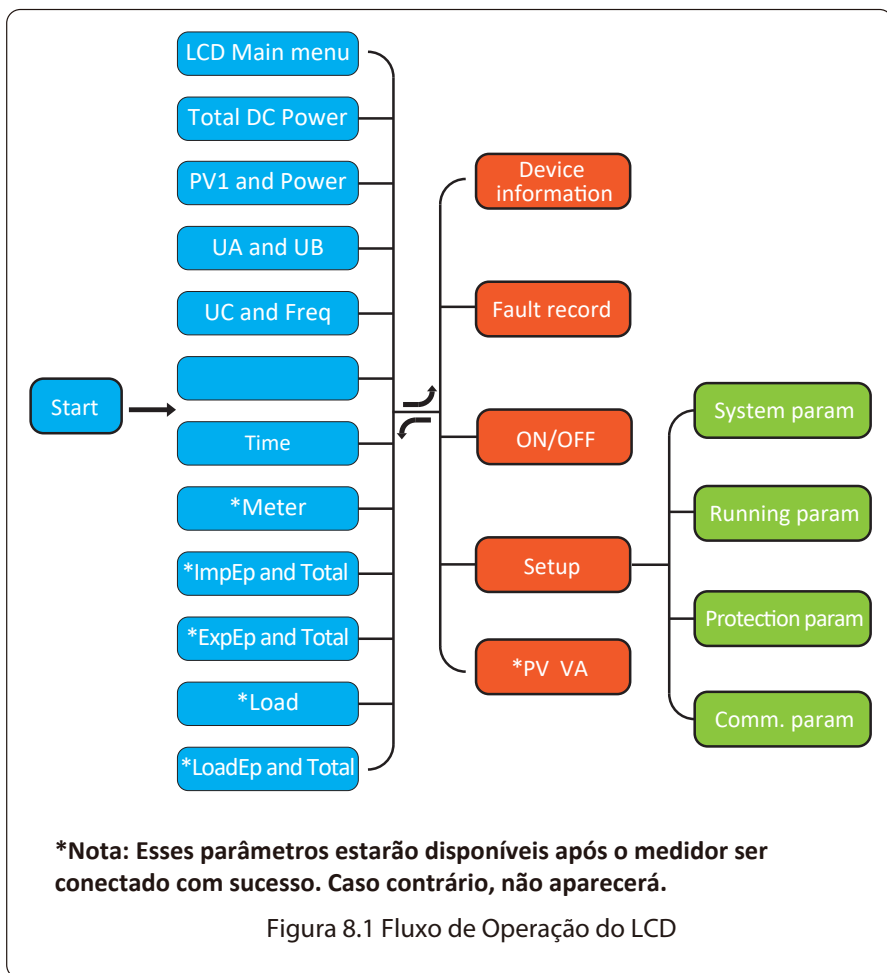 LCD Main menu
Total DC Power
PV1 and Power
UA and UB
UC and Freq
Start
Time
*Meter
*ImpEp and Total
*ExpEp and Total
*Load
*LoadEp and Total
Device
information
Fault record
ON/OFF
Setup
*PV VA
System param
Running param
Protection param
Comm. param
*Nota: Esses parâmetros estarão disponíveis após o medidor ser
conectado com sucesso. Caso contrário, não aparecerá.
Figura 8.1 Fluxo de Operação do LCD